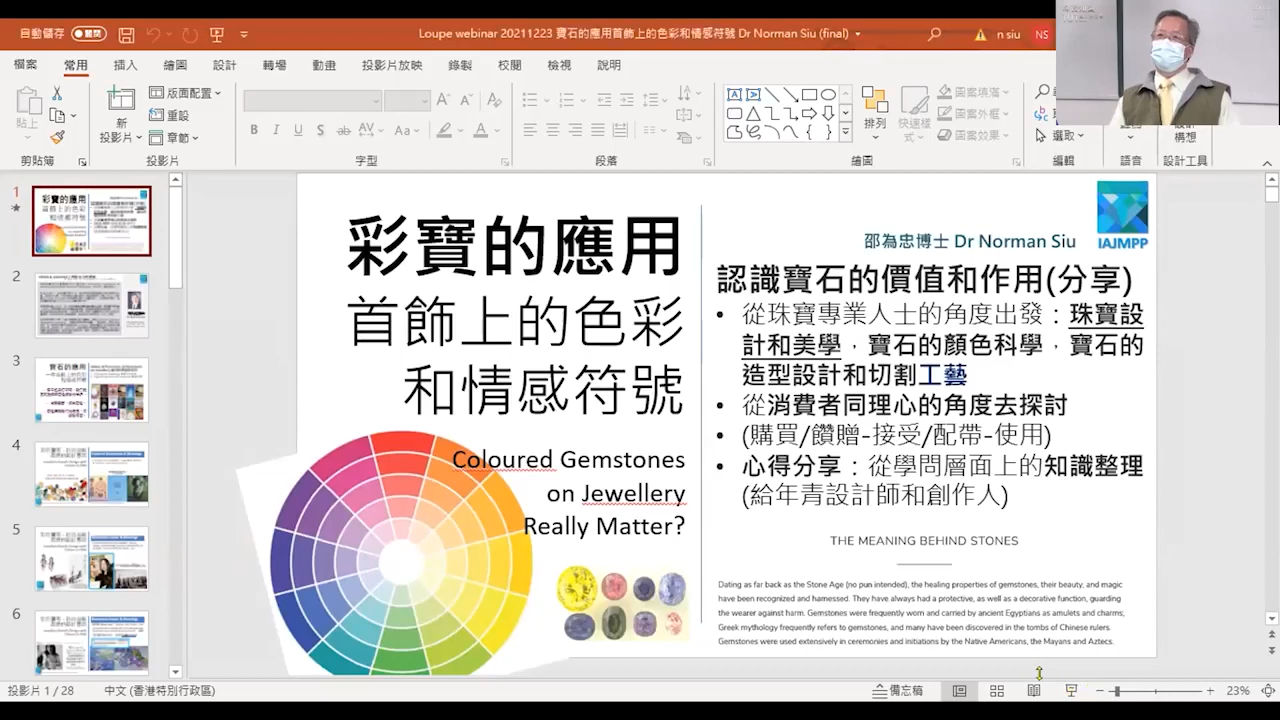 自動儲存
關閉
Loupe webinar 20211223 寶石的應用首飾上的色彩和情感符號 Dr Norman Siu (final)
n siu
NS
檔案
常用
插入
繪圖
設計
轉場
動畫
投影片放映
錄製
校閱
檢視
說明
貼上
新
投影片
版面配置
重設
章節
排列
快速樣
式
圖案填滿
圖案外框
圖案效果
選取
設計
構想
剪貼簿
投影片
字型
段落
繪圖
編輯
語音
設計工具
1
2
3
4
5
6
彩寶的應用
首飾上的色彩
和情感符號
Coloured Gemstones
on Jewellery
Really Matter?
邵為忠博士 Dr Norman Siu
IAJMPP
認識寶石的價值和作用(分享)
• 從珠寶專業人士的角度出發：珠寶設
計和美學，寶石的顏色科學，寶石的
造型設計和切割工藝
• 從消費者同理心的角度去探討
• (購買/饋贈-接受/配帶-使用)
• 心得分享：從學問層面上的知識整理
(給年青設計師和創作人)
THE MEANING BEHIND STONES
Dating as far back as the Stone Age (no pun intended), the healing properties of gemstones, their beauty, and magic
have been recognized and harnessed. They have always had a protective, as well as a decorative function, guarding
the wearer against harm. Gemstones were frequently worn and carried by ancient Egyptians as amulets and charms;
Greek mythology frequently refers to gemstones, and many have been discovered in the tombs of Chinese rulers.
Gemstones were used extensively in ceremonies and initiations by the Native Americans, the Mayans and Aztecs.
投影片 1 / 28
中文 (香港特別行政區)
備忘稿
23%